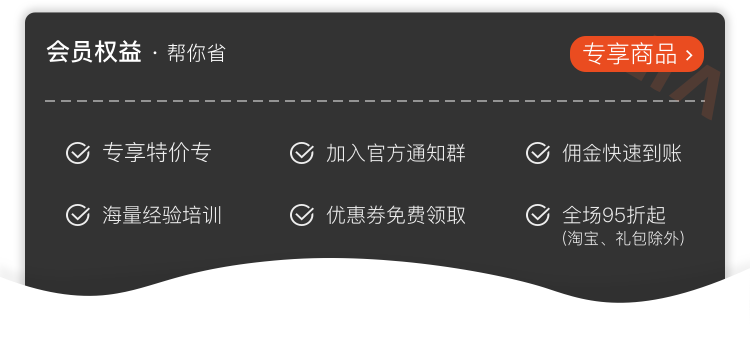 会员权益 · 帮你省
专享商品 ›
专享特价专
加入官方通知群
佣金快速到账
海量经验培训
优惠券免费领取
全场95折起
(淘宝、礼包除外)